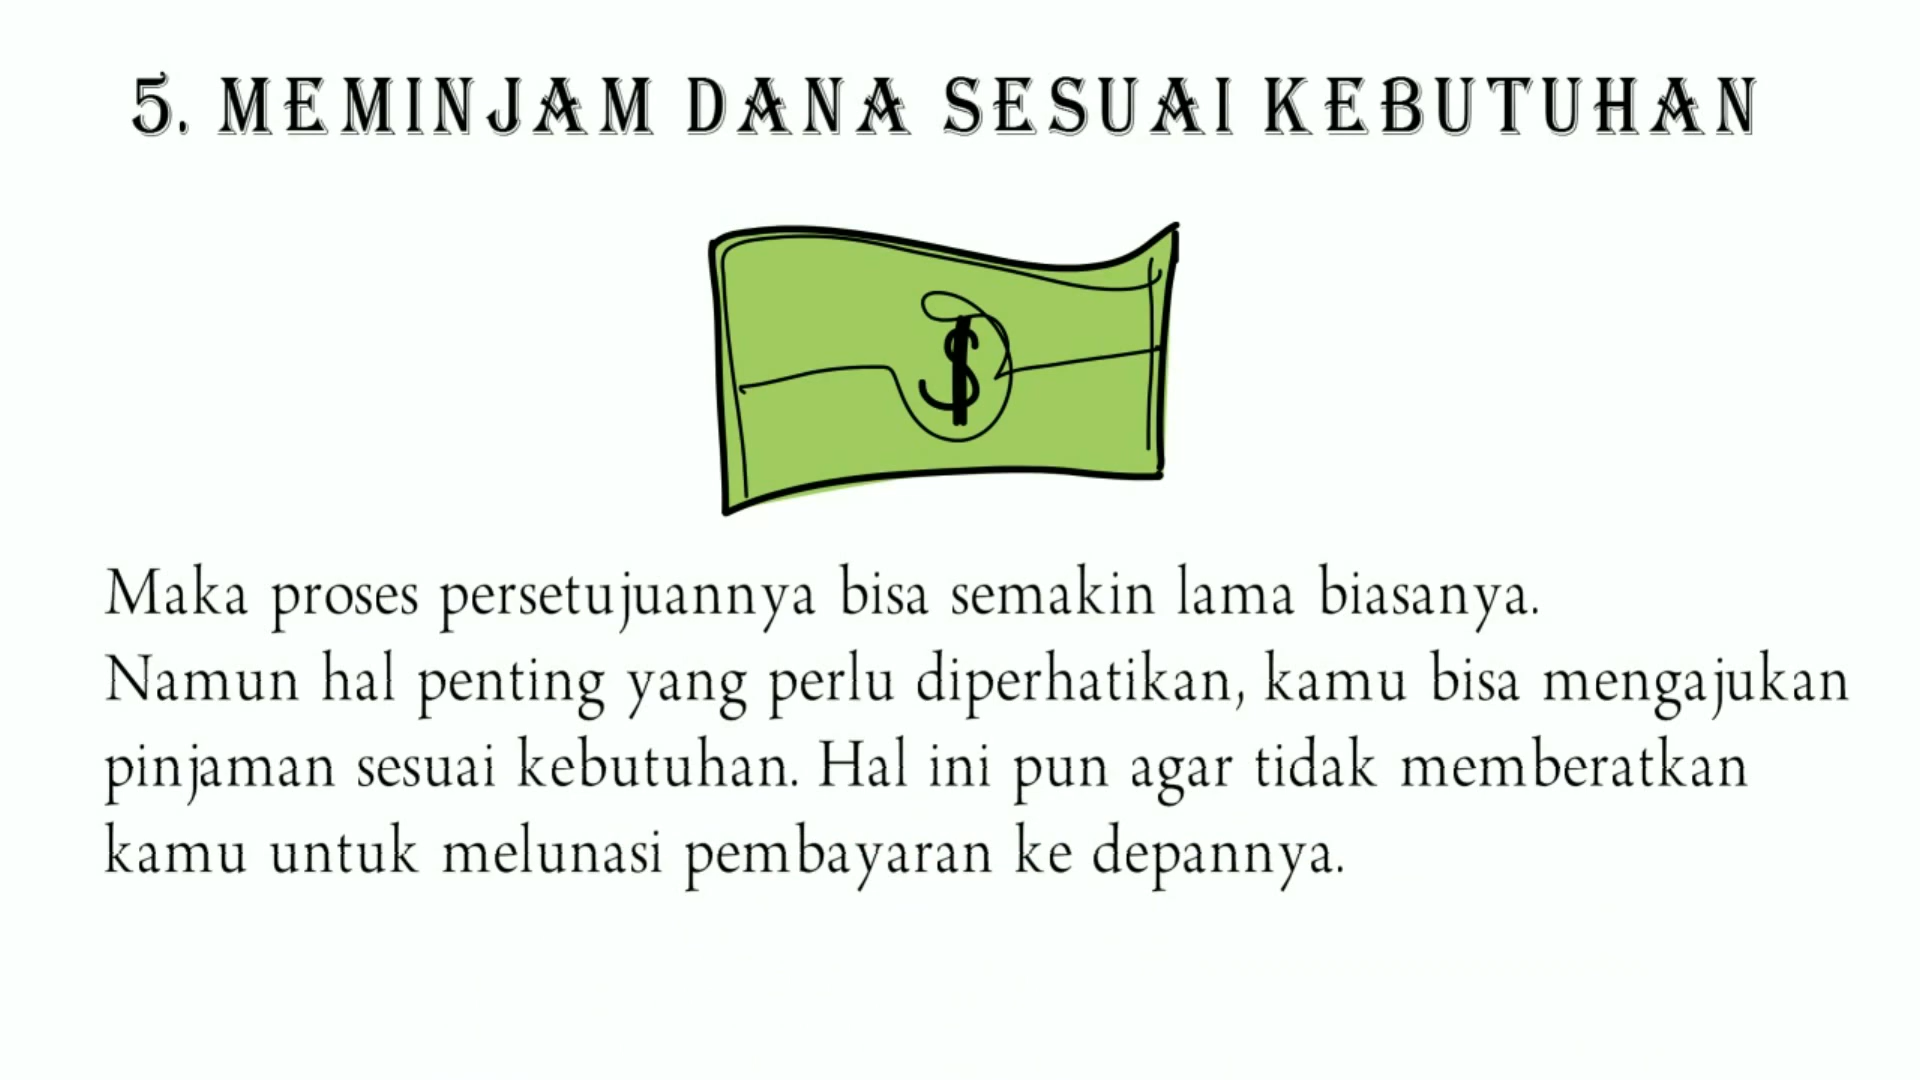 5. MEMINJAM DANA SESUAI KEBUTUHAN
$
Maka proses persetujuannya bisa semakin lama biasanya.
Namun hal penting yang perlu diperhatikan, kamu bisa mengajukan
pinjaman sesuai kebutuhan. Hal ini pun agar tidak memberatkan
kamu untuk melunasi pembayaran ke depannya.